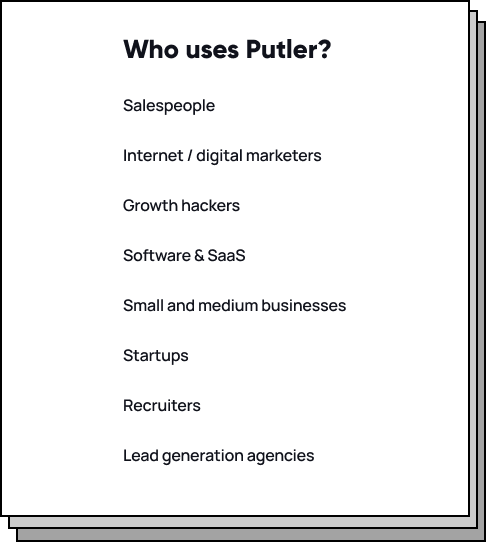 Who uses Putler?
Salespeople
Internet / digital marketers
Growth hackers
Software & SaaS
Small and medium businesses
Startups
Recruiters
Lead generation agencies